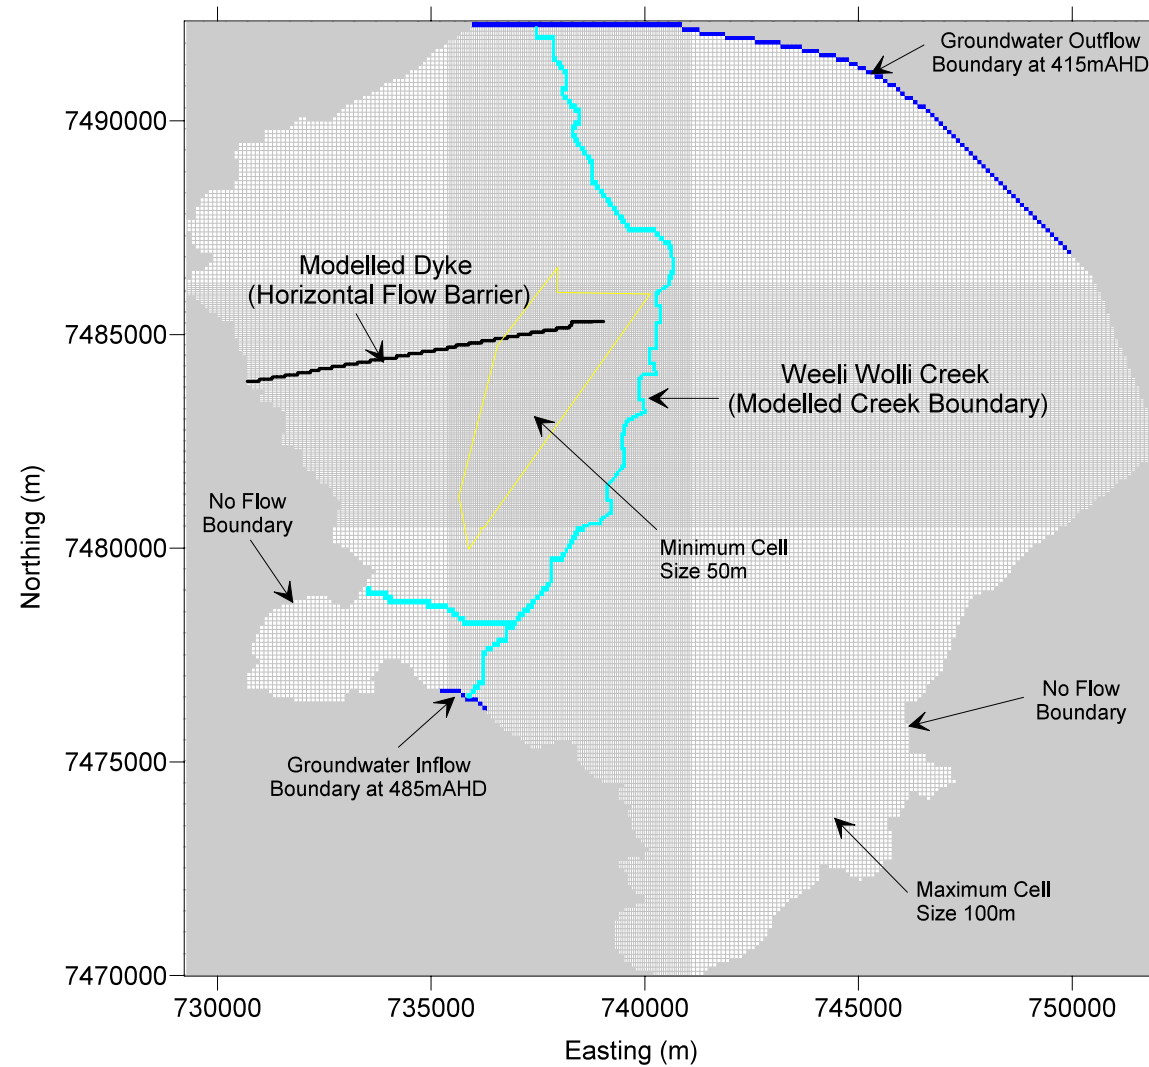 Groundwater Outflow
Boundary at 415mAHD
7490000
Modelled Dyke
(Horizontal Flow Barrier)
7485000
Weeli Wolli Creek
(Modelled Creek Boundary)
No Flow
Boundary
Northing (m)
7480000
Minimum Cell
Size 50m
No Flow
Boundary
7475000
Groundwater Inflow
Boundary at 485mAHD
Maximum Cell
Size 100m
7470000
730000
735000
740000
745000
750000
Easting (m)